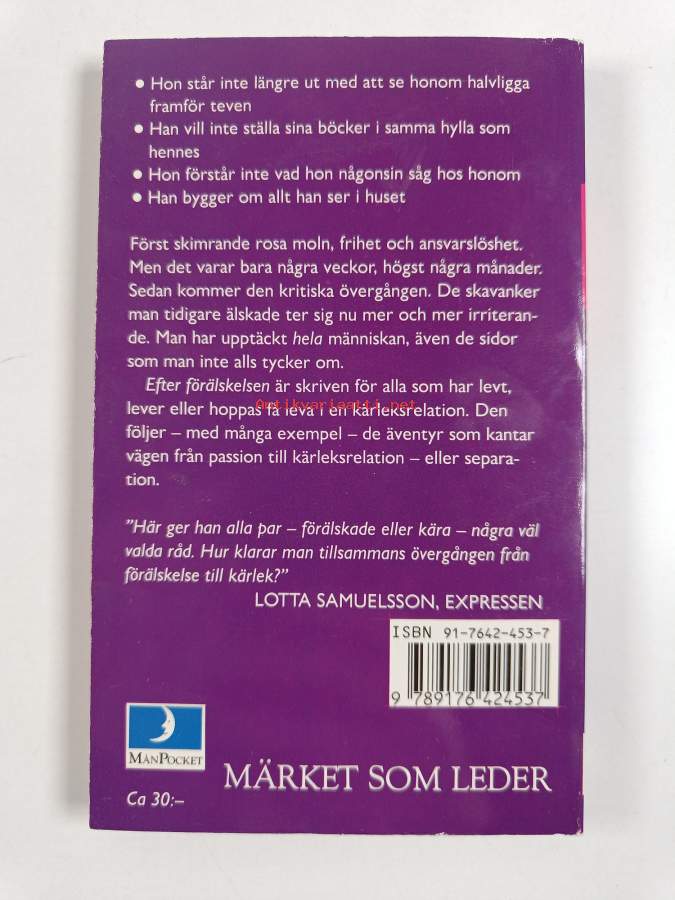 ● Hon står inte längre ut med att se honom halvligga
framför teven
● Han vill inte ställa sina böcker i samma hylla som
hennes
● Hon förstår inte vad hon någonsin såg hos honom
● Han bygger om allt han ser i huset
Först skimrande rosa moln, frihet och ansvarslöshet.
Men det varar bara några veckor, högst några månader.
Sedan kommer den kritiska övergången. De skavanker
man tidigare älskade ter sig nu mer och mer irriteran-
de. Man har upptäckt hela människan, även de sidor
som man inte alls tycker om.
Efter förälskelsen är skriven för alla som har levt,
lever eller hoppas få leva i en kärleksrelation. Den
Antikvariaatti.net
följer – med många exempel – de äventyr som kantar
vägen från passion till kärleksrelation – eller separa-
tion.
”Här ger han alla par – förälskade eller kära – några väl
valda råd. Hur klarar man tillsammans övergången från
förälskelse till kärlek?”
LOTTA SAMUELSSON, EXPRESSEN
ISBN 91-7642-453-7
9 789176 424537
MÅNPOCKET
MÄRKET SOM LEDER
Ca 30:–